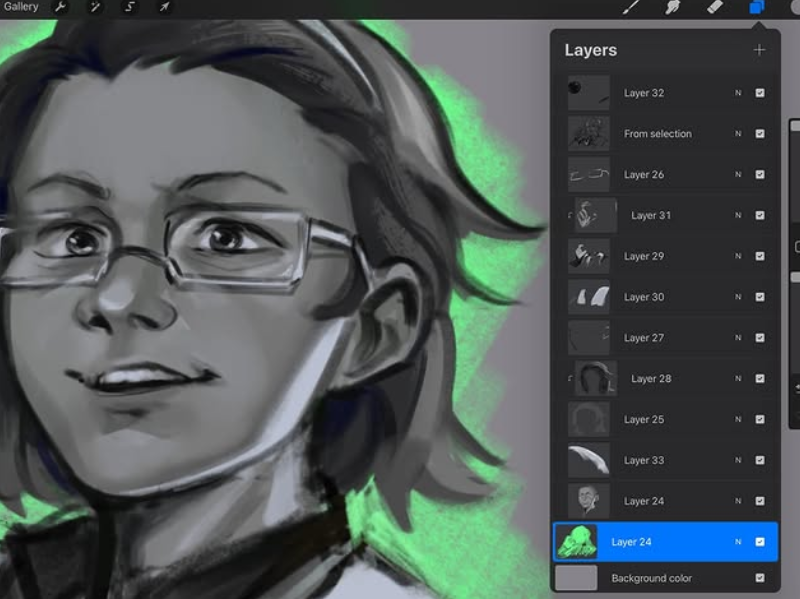 Gallery
Layers
Layer 32 N
From selection N
Layer 26 N
Layer 31 N
Layer 29 N
Layer 30 N
Layer 27 N
Layer 28 N
Layer 25 N
Layer 33 N
Layer 24 N
Layer 24 N
Background color